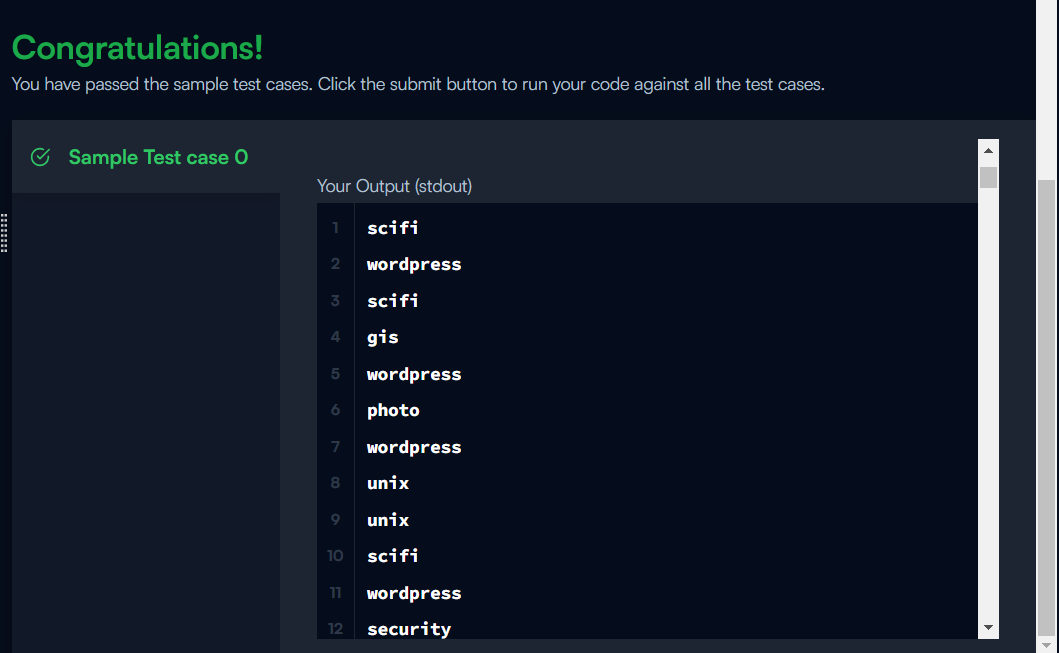 Congratulations!
You have passed the sample test cases. Click the submit button to run your code against all the test cases.
Sample Test case 0
Your Output (stdout)
1 scifi
2 wordpress
3 scifi
4 gis
5 wordpress
6 photo
7 wordpress
8 unix
9 unix
10 scifi
11 wordpress
12 security